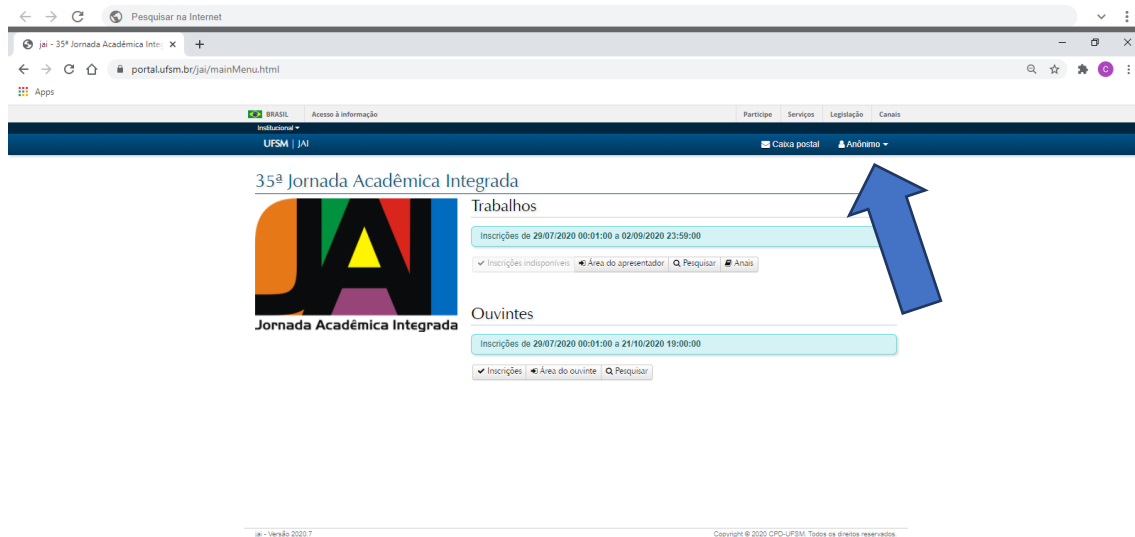 Pesquisar na Internet
jai - 35ª Jornada Acadêmica Inte
portal.ufsm.br/jai/mainMenu.html
C
Apps
BRASIL Acesso à informação Participe Serviços Legislação Canais
Institucional
UFSM | JAI Caixa postal Anônimo
35ª Jornada Acadêmica Integrada
JAI
Jornada Acadêmica Integrada
Trabalhos
Inscrições de 29/07/2020 00:01:00 a 02/09/2020 23:59:00
Inscrições indisponíveis Área do apresentador Pesquisar Anais
Ouvintes
Inscrições de 29/07/2020 00:01:00 a 21/10/2020 19:00:00
Inscrições Área do ouvinte Pesquisar
jai - Versão 2020.7 Copyright © 2020 CPD-UFSM. Todos os direitos reservados.